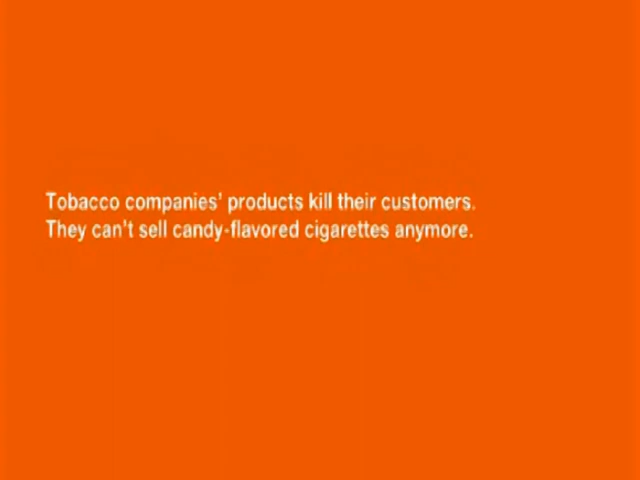 Tobacco companies' products kill their customers.
They can't sell candy-flavored cigarettes anymore.